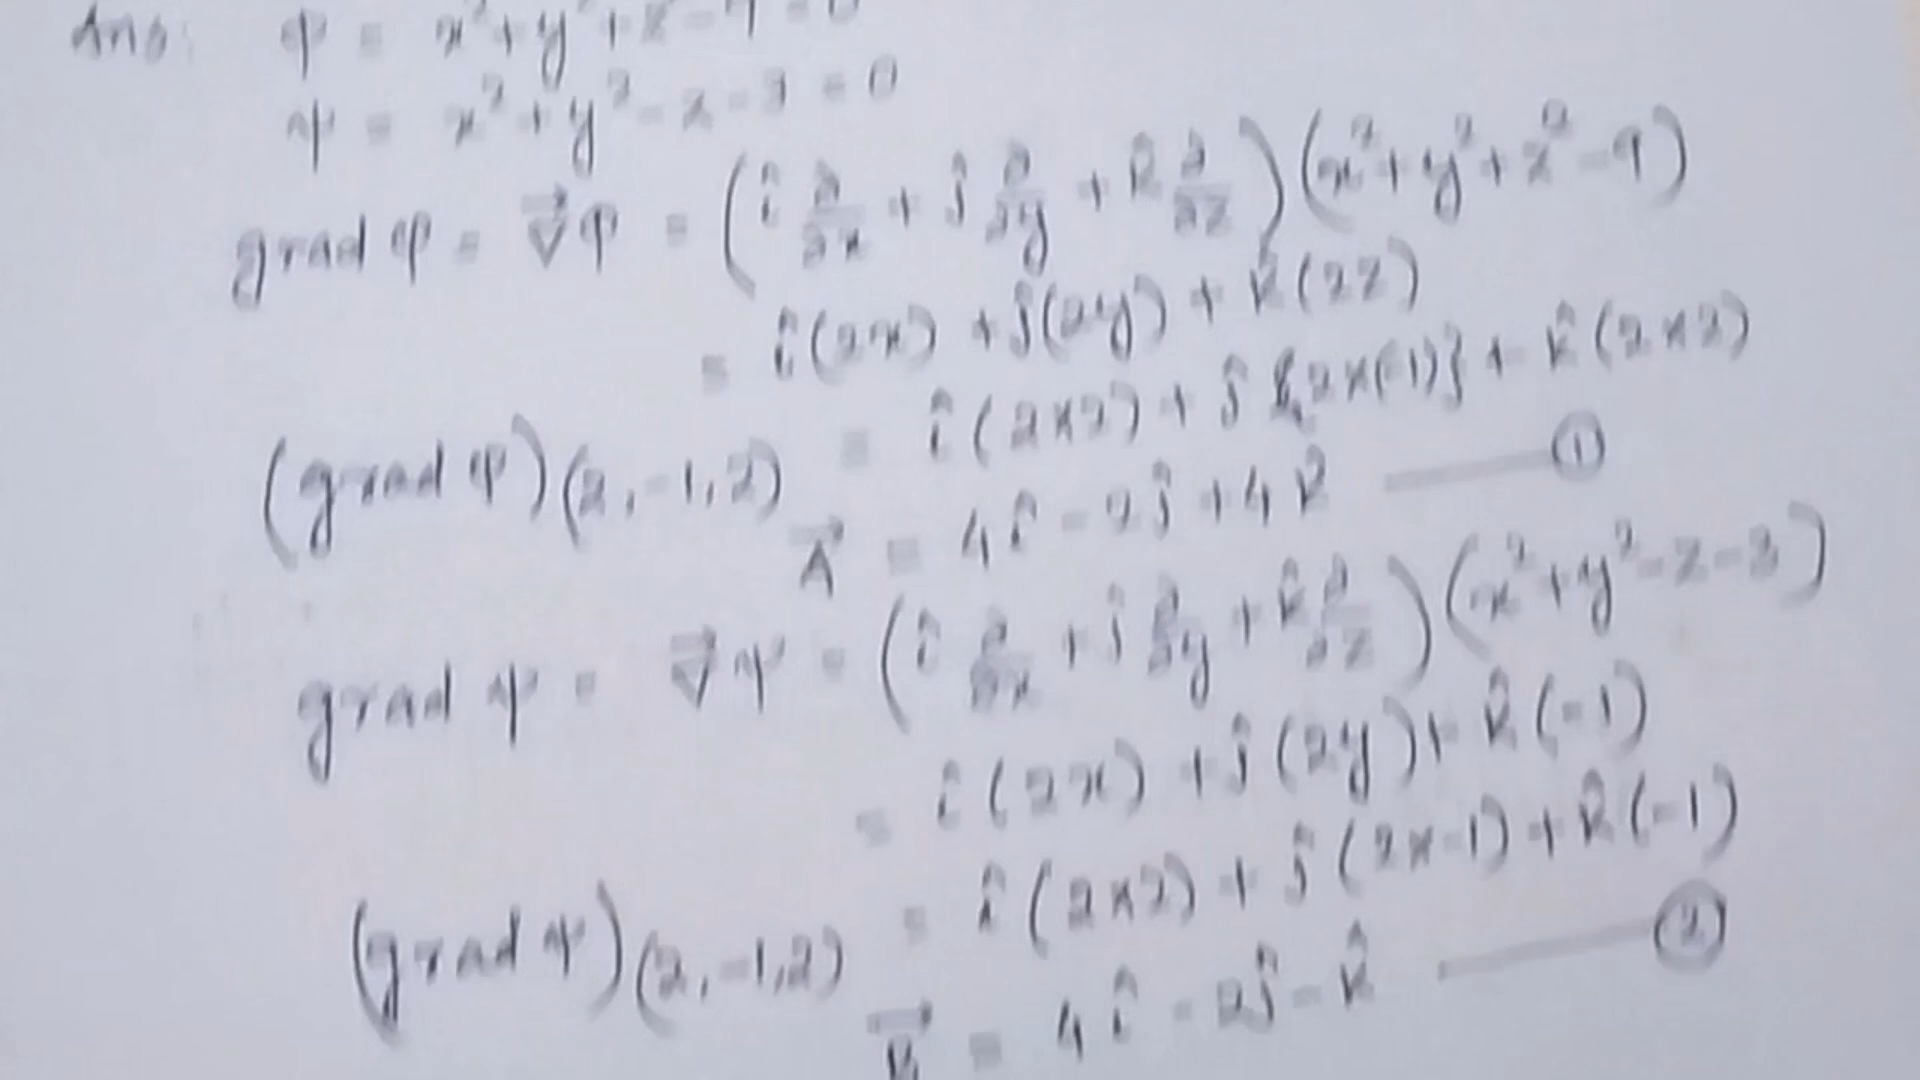 Ans: φ = x² + y² + z² - 9 = 0
ψ = x² + y² - z - 3 = 0
grad φ = ∇⃗φ = (î ∂/∂x + ĵ ∂/∂y + k̂ ∂/∂z)(x² + y² + z² - 9)
= î(2x) + ĵ(2y) + k̂(2z)
(grad φ)(2,-1,2) = î(2×2) + ĵ{2×(-1)} + k̂(2×2)
A⃗ = 4î - 2ĵ + 4k̂ —— ①
grad ψ = ∇⃗ψ = (î ∂/∂x + ĵ ∂/∂y + k̂ ∂/∂z)(x² + y² - z - 3)
= î(2x) + ĵ(2y) + k̂(-1)
(grad ψ)(2,-1,2) = î(2×2) + ĵ(2×-1) + k̂(-1)
B⃗ = 4î - 2ĵ - k̂ —— ②